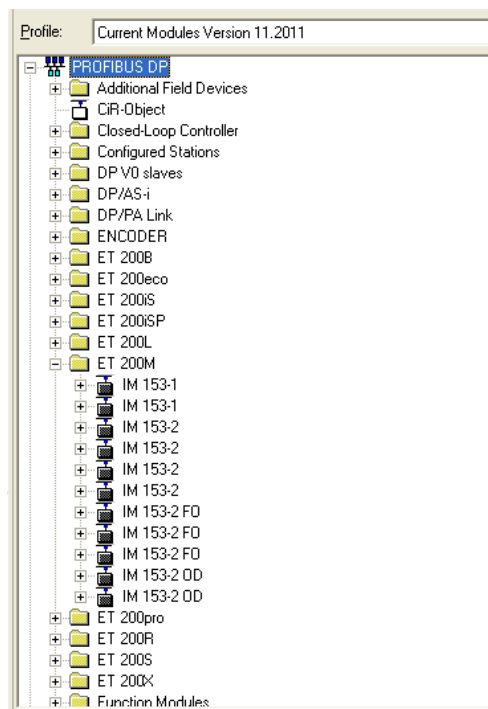 Profile: Current Modules Version 11.2011
PROFIBUS DP
Additional Field Devices
CiR-Object
Closed-Loop Controller
Configured Stations
DP V0 slaves
DP/AS-i
DP/PA Link
ENCODER
ET 200B
ET 200eco
ET 200iS
ET 200iSP
ET 200L
ET 200M
IM 153-1
IM 153-1
IM 153-2
IM 153-2
IM 153-2
IM 153-2
IM 153-2 FO
IM 153-2 FO
IM 153-2 FO
IM 153-2 OD
IM 153-2 OD
ET 200pro
ET 200R
ET 200S
ET 200X
Function Modules